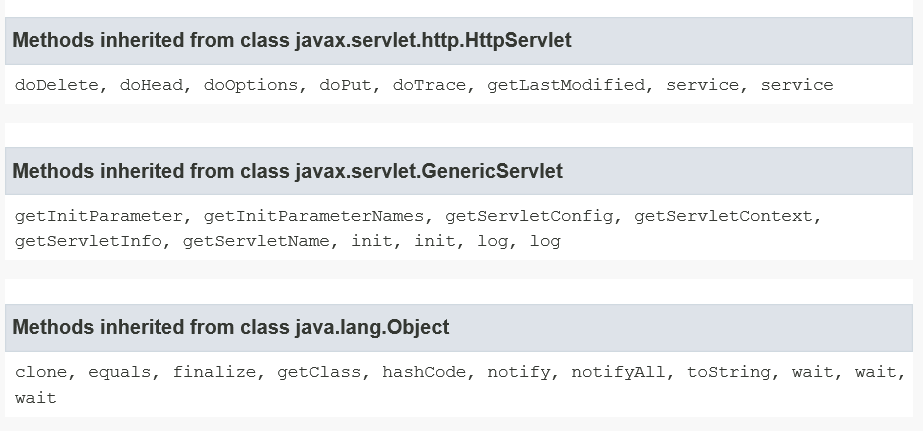 Methods inherited from class javax.servlet.http.HttpServlet
doDelete, doHead, doOptions, doPut, doTrace, getLastModified, service, service
Methods inherited from class javax.servlet.GenericServlet
getInitParameter, getInitParameterNames, getServletConfig, getServletContext,
getServletInfo, getServletName, init, init, log, log
Methods inherited from class java.lang.Object
clone, equals, finalize, getClass, hashCode, notify, notifyAll, toString, wait, wait,
wait